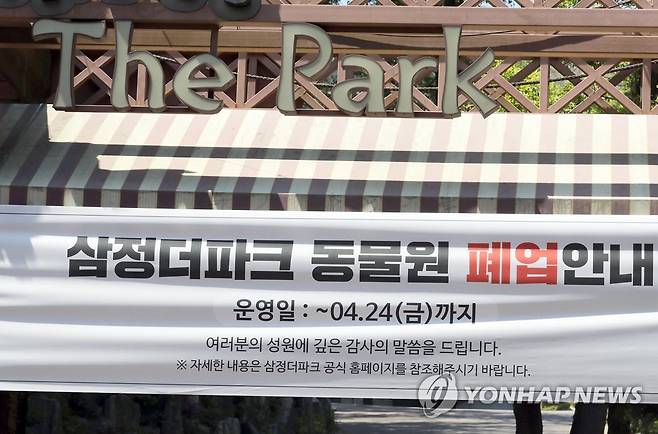 The Park
삼정더파크 동물원 폐업안내
운영일 : ~04.24(금)까지
여러분의 성원에 깊은 감사의 말씀을 드립니다.
※ 자세한 내용은 삼정더파크 공식 홈페이지를 참조해주시기 바랍니다.
YONHAPNEWS